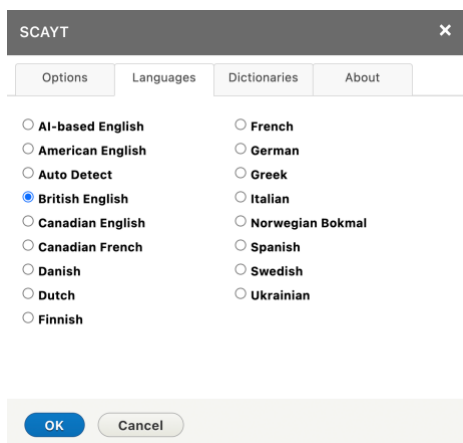 SCAYT ×
Options Languages Dictionaries About
AI-based English
American English
Auto Detect
British English
Canadian English
Canadian French
Danish
Dutch
Finnish
French
German
Greek
Italian
Norwegian Bokmal
Spanish
Swedish
Ukrainian
OK Cancel